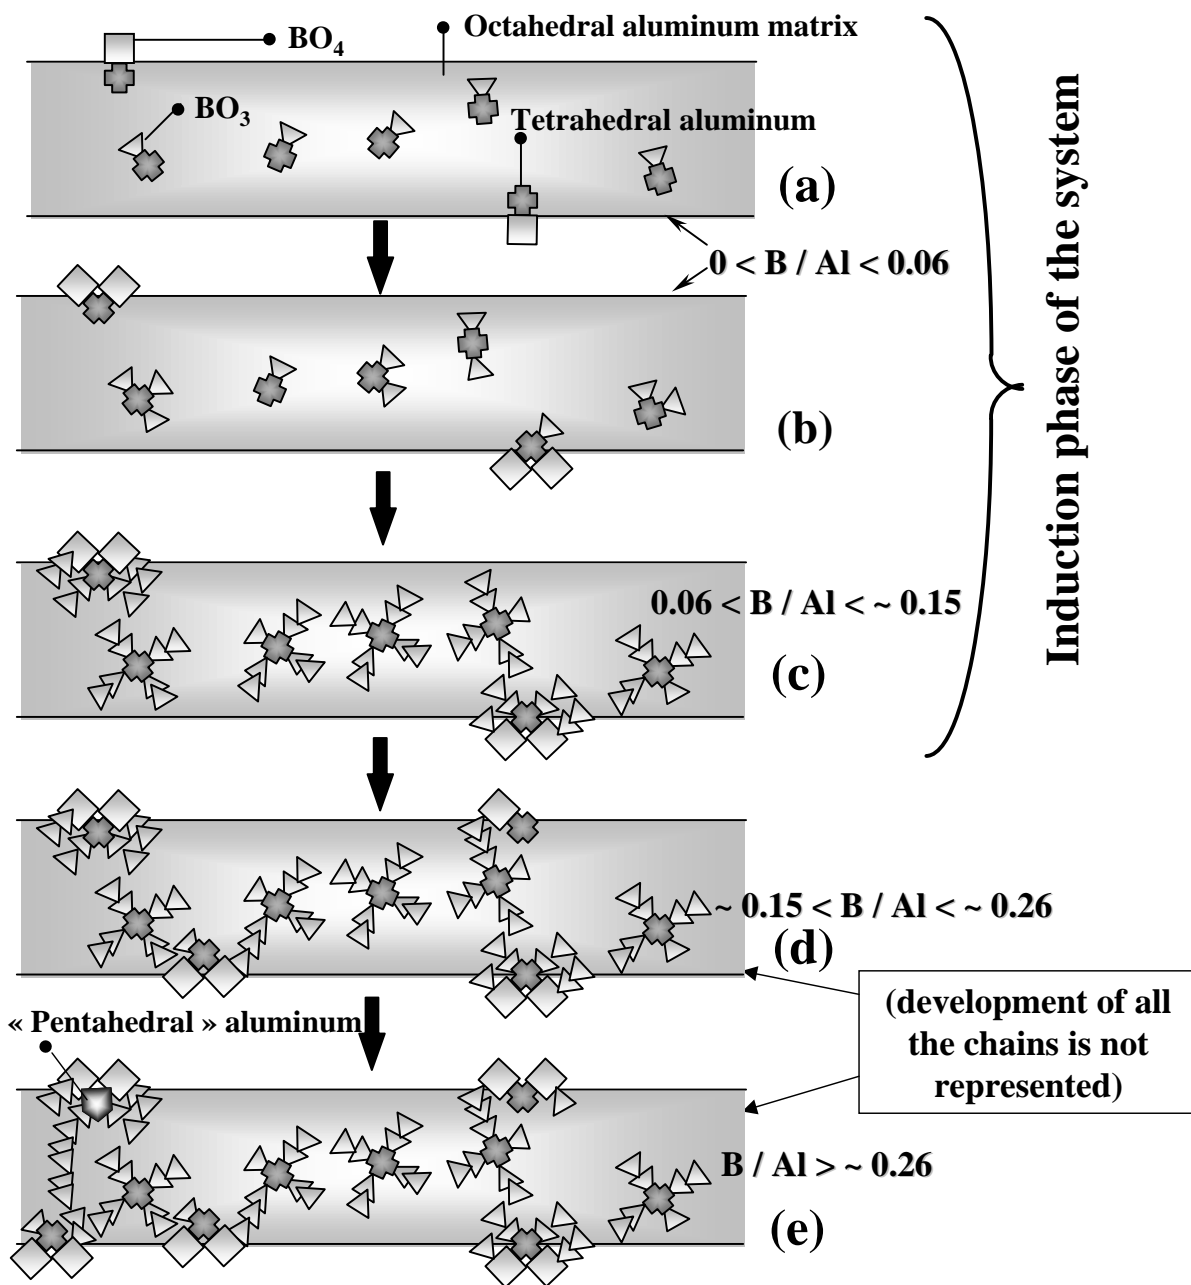 BO4
Octahedral aluminum matrix
BO3
Tetrahedral aluminum
(a)
0 < B / Al < 0.06
(b)
0.06 < B / Al < ~ 0.15
(c)
Induction phase of the system
~ 0.15 < B / Al < ~ 0.26
(d)
(development of all
the chains is not
represented)
« Pentahedral » aluminum
B / Al > ~ 0.26
(e)